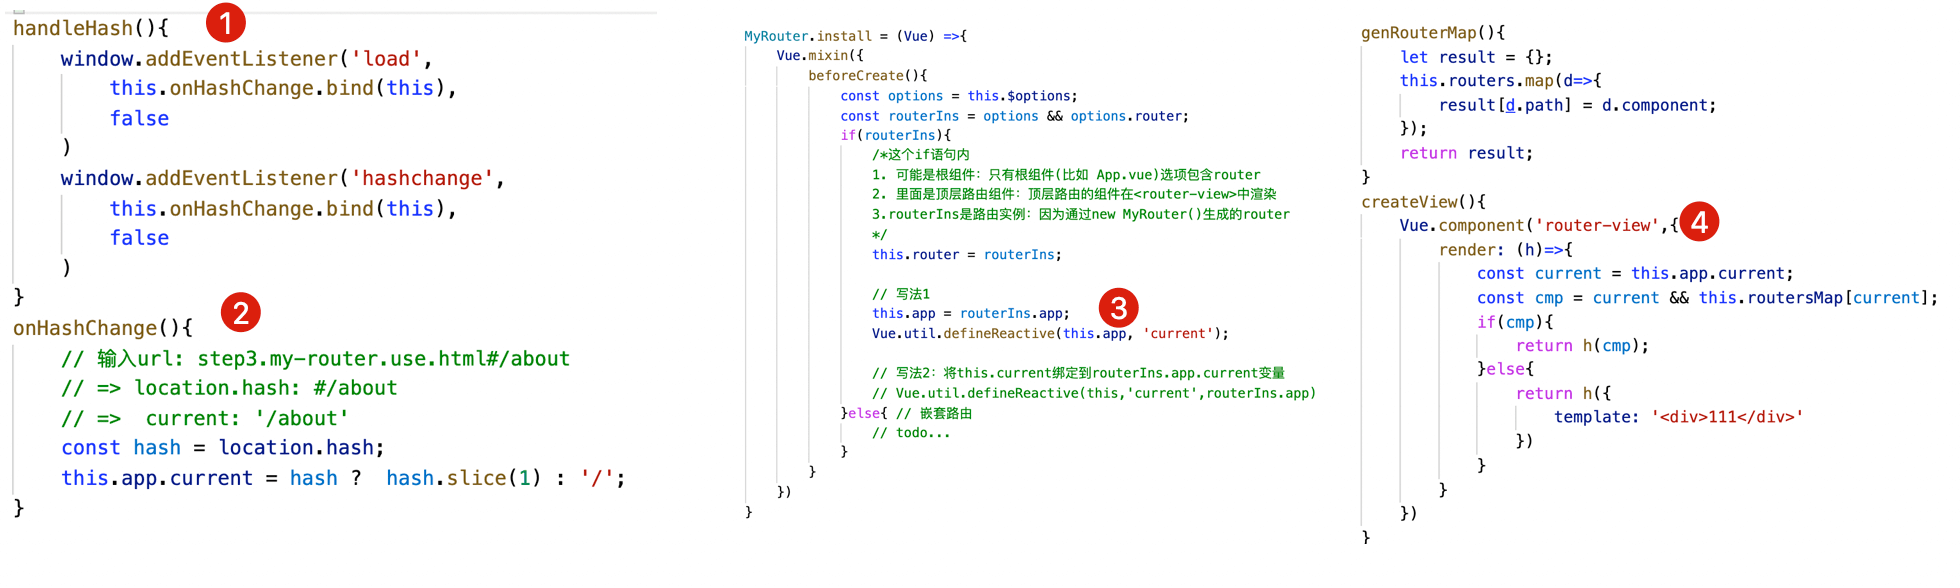 handleHash(){
1
window.addEventListener('load',
this.onHashChange.bind(this),
false
)
window.addEventListener('hashchange',
this.onHashChange.bind(this),
false
)
}
2
onHashChange(){
// 输入url: step3.my-router.use.html#/about
// => location.hash: #/about
// =>  current: '/about'
const hash = location.hash;
this.app.current = hash ?  hash.slice(1) : '/';
}
MyRouter.install = (Vue) =>{
Vue.mixin({
beforeCreate(){
const options = this.$options;
const routerIns = options && options.router;
if(routerIns){
/*这个if语句内
1. 可能是根组件: 只有根组件(比如 App.vue)选项包含router
2. 里面是顶层路由组件: 顶层路由的组件在<router-view>中渲染
3.routerIns是路由实例: 因为通过new MyRouter()生成的router
*/
this.router = routerIns;
// 写法1
this.app = routerIns.app;
3
Vue.util.defineReactive(this.app, 'current');
// 写法2: 将this.current绑定到routerIns.app.current变量
// Vue.util.defineReactive(this,'current',routerIns.app)
}else{ // 嵌套路由
// todo...
}
}
})
}
genRouterMap(){
let result = {};
this.routers.map(d=>{
result[d.path] = d.component;
});
return result;
}
createView(){
Vue.component('router-view',{
4
render: (h)=>{
const current = this.app.current;
const cmp = current && this.routersMap[current];
if(cmp){
return h(cmp);
}else{
return h({
template: '<div>111</div>'
})
}
}
})
}